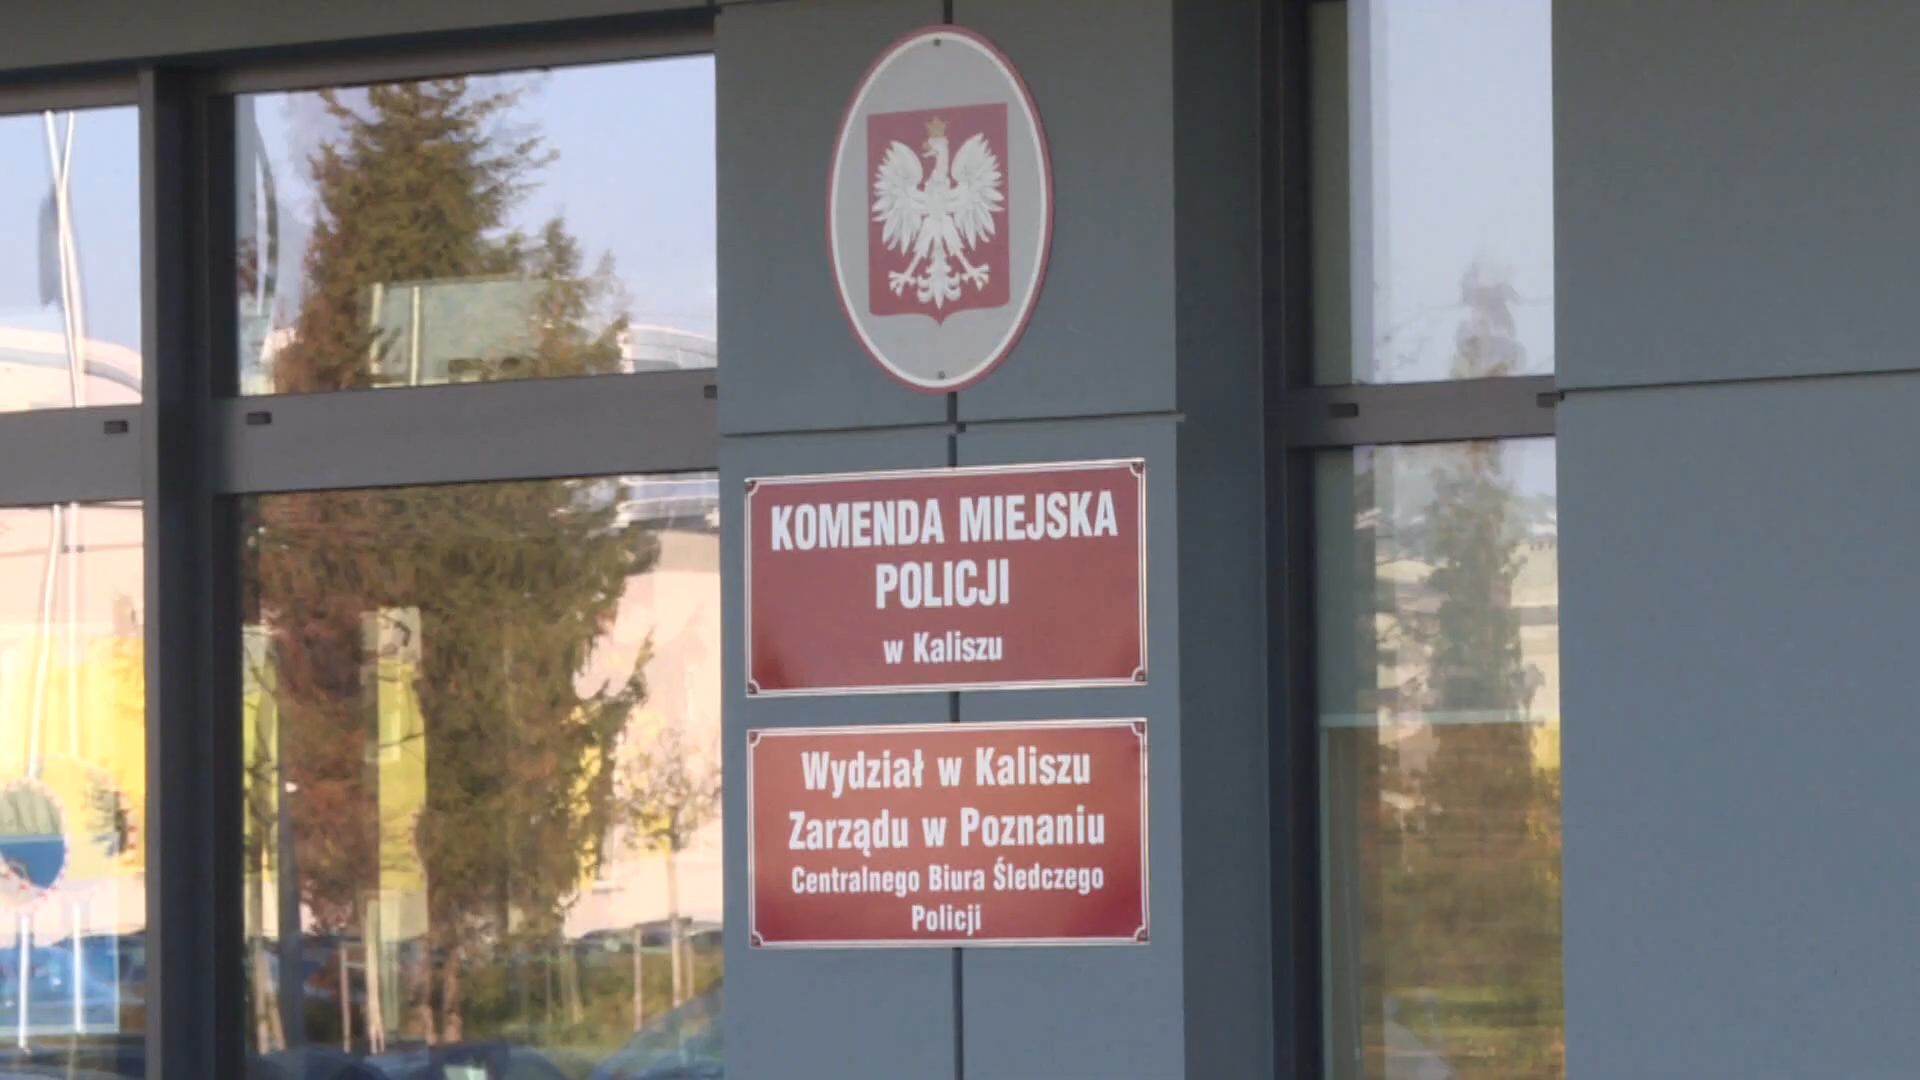 KOMENDA MIEJSKA
POLICJI
w Kaliszu
Wydział w Kaliszu
Zarządu w Poznaniu
Centralnego Biura Śledczego
Policji